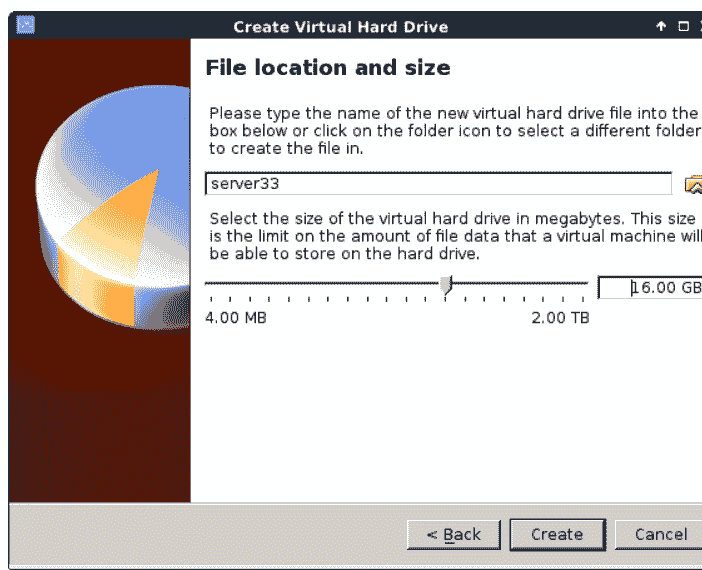 Create Virtual Hard Drive
File location and size
Please type the name of the new virtual hard drive file into the
box below or click on the folder icon to select a different folder
to create the file in.
server33
Select the size of the virtual hard drive in megabytes. This size
is the limit on the amount of file data that a virtual machine will
be able to store on the hard drive.
16.00 GB
4.00 MB 2.00 TB
< Back Create Cancel